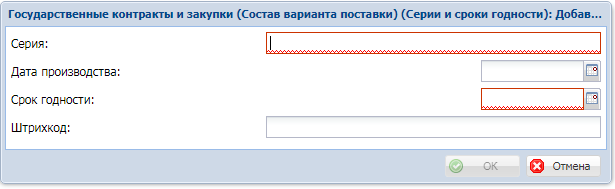 Государственные контракты и закупки (Состав варианта поставки) (Серии и сроки годности): Добав...
Серия:
Дата производства:
Срок годности:
Штрихкод:
ОК Отмена